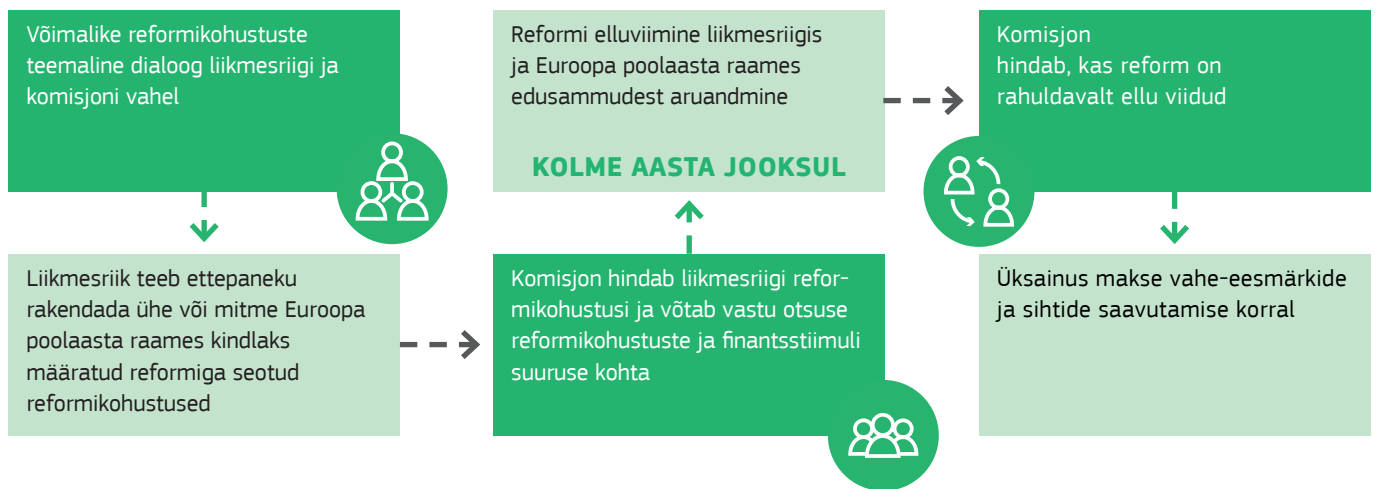 Võimalike reformikohustuste
teemaline dialoog liikmesriigi ja
komisjoni vahel
Liikmesriik teeb ettepaneku
rakendada ühe või mitme Euroopa
poolaasta raames kindlaks
määratud reformiga seotud
reformikohustused
Komisjon hindab liikmesriigi refor-
mikohustusi ja võtab vastu otsuse
reformikohustuste ja finantsstiimuli
suuruse kohta
Reformi elluviimine liikmesriigis
ja Euroopa poolaasta raames
edusammudest aruandmine
KOLME AASTA JOOKSUL
Komisjon
hindab, kas reform on
rahuldavalt ellu viidud
Üksainus makse vahe-eesmärkide
ja sihtide saavutamise korral